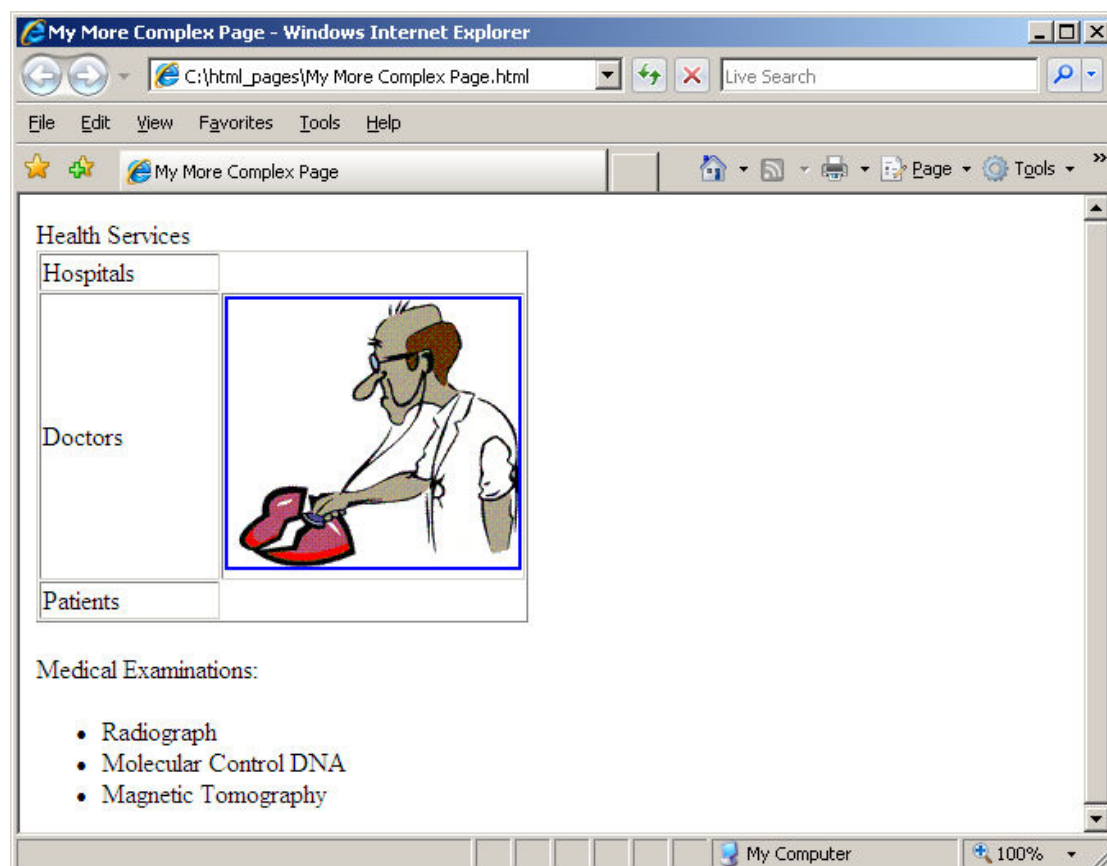 My More Complex Page - Windows Internet Explorer
C:\html_pages\My More Complex Page.html
Live Search
File Edit View Favorites Tools Help
My More Complex Page
Page
Tools
»
Health Services
Hospitals
Doctors
Patients
Medical Examinations:
• Radiograph
• Molecular Control DNA
• Magnetic Tomography
My Computer
100%